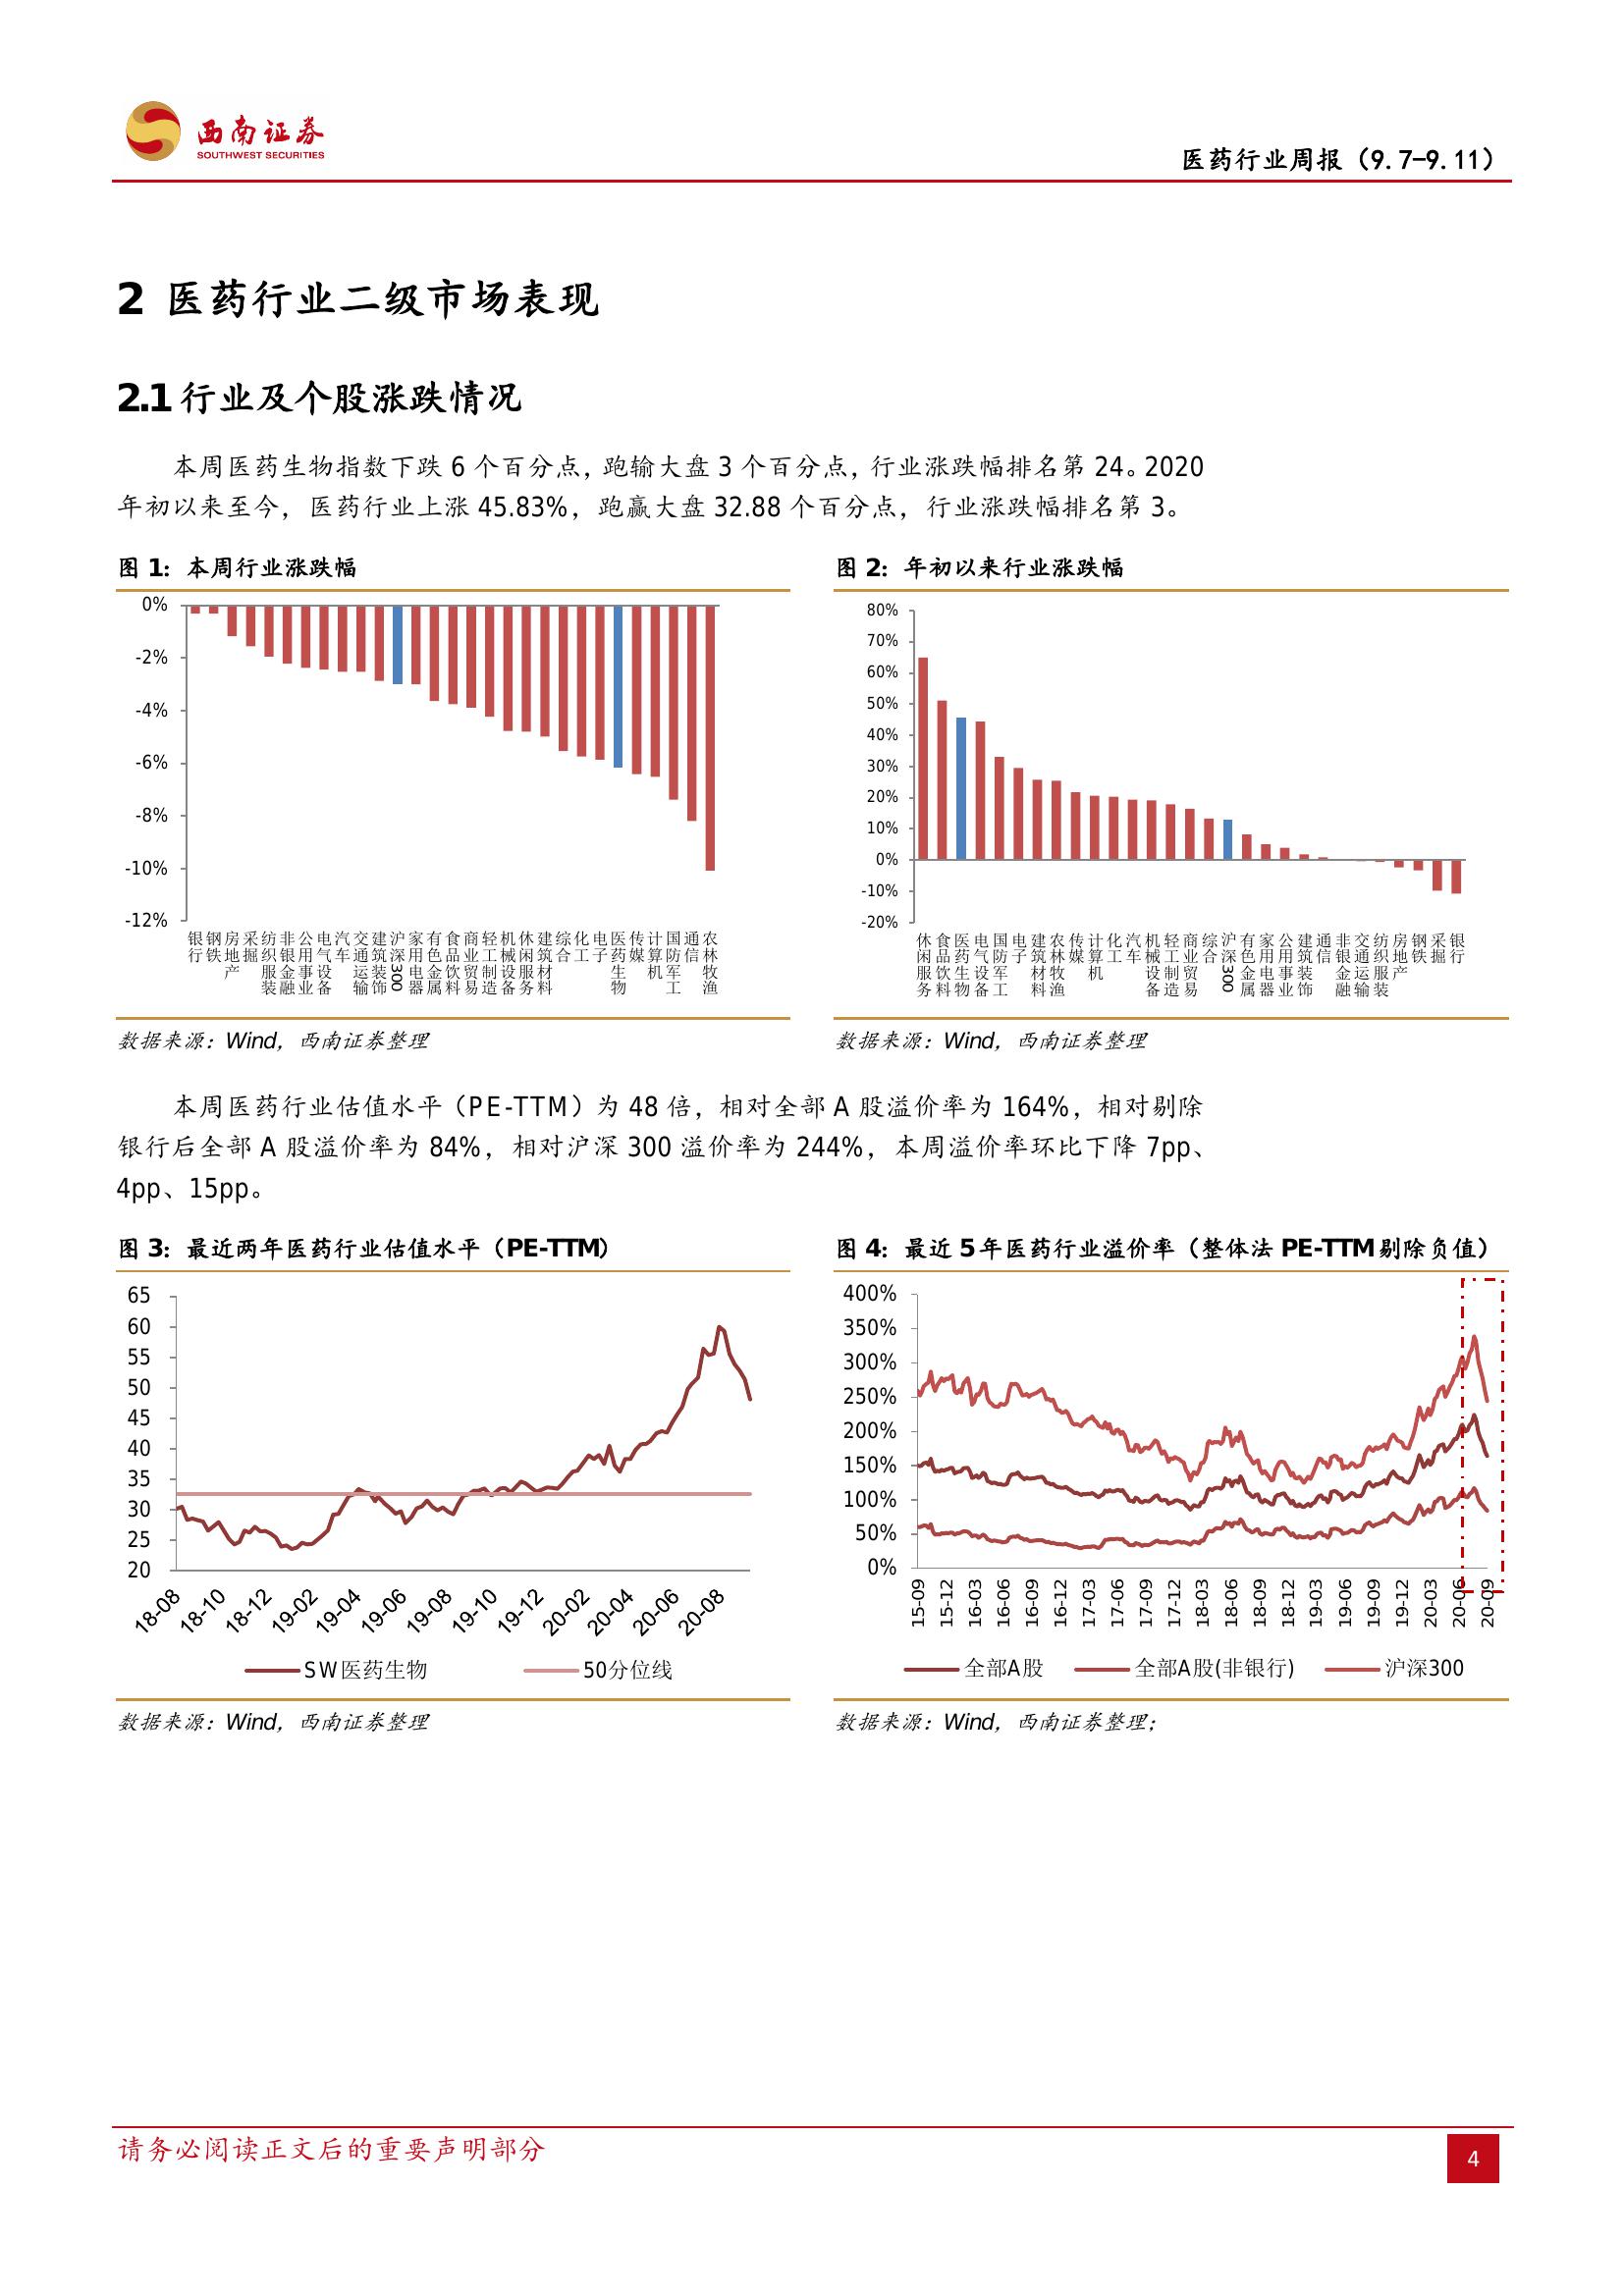 西南证券
SOUTHWEST SECURITIES
医药行业周报（9.7-9.11）
2 医药行业二级市场表现
2.1 行业及个股涨跌情况
本周医药生物指数下跌 6 个百分点，跑输大盘 3 个百分点，行业涨跌幅排名第 24。2020
年初以来至今，医药行业上涨 45.83%，跑赢大盘 32.88 个百分点，行业涨跌幅排名第 3。
图 1：本周行业涨跌幅
0%
-2%
-4%
-6%
-8%
-10%
-12%
银行 钢铁 房地产 采掘 纺织服装 非银金融 公用事业 电气设备 汽车 交通运输 建筑装饰 沪深300 家用电器 有色金属 食品饮料 商业贸易 轻工制造 机械设备 休闲服务 建筑材料 综合 化工 电子 医药生物 传媒 计算机 国防军工 通信 农林牧渔
数据来源：Wind，西南证券整理
图 2：年初以来行业涨跌幅
80%
70%
60%
50%
40%
30%
20%
10%
0%
-10%
-20%
休闲服务 食品饮料 医药生物 电气设备 国防军工 电子 建筑材料 农林牧渔 传媒 计算机 化工 汽车 机械设备 轻工制造 商业贸易 综合 沪深300 有色金属 家用电器 公用事业 建筑装饰 通信 非银金融 交通运输 纺织服装 房地产 钢铁 采掘 银行
数据来源：Wind，西南证券整理
本周医药行业估值水平（PE-TTM）为 48 倍，相对全部 A 股溢价率为 164%，相对剔除
银行后全部 A 股溢价率为 84%，相对沪深 300 溢价率为 244%，本周溢价率环比下降 7pp、
4pp、15pp。
图 3：最近两年医药行业估值水平（PE-TTM）
65
60
55
50
45
40
35
30
25
20
18-08 18-10 18-12 19-02 19-04 19-06 19-08 19-10 19-12 20-02 20-04 20-06 20-08
SW医药生物 50分位线
数据来源：Wind，西南证券整理
图 4：最近 5 年医药行业溢价率（整体法 PE-TTM 剔除负值）
400%
350%
300%
250%
200%
150%
100%
50%
0%
15-09 15-12 16-03 16-06 16-09 16-12 17-03 17-06 17-09 17-12 18-03 18-06 18-09 18-12 19-03 19-06 19-09 19-12 20-03 20-06 20-09
全部A股 全部A股(非银行) 沪深300
数据来源：Wind，西南证券整理；
请务必阅读正文后的重要声明部分
4